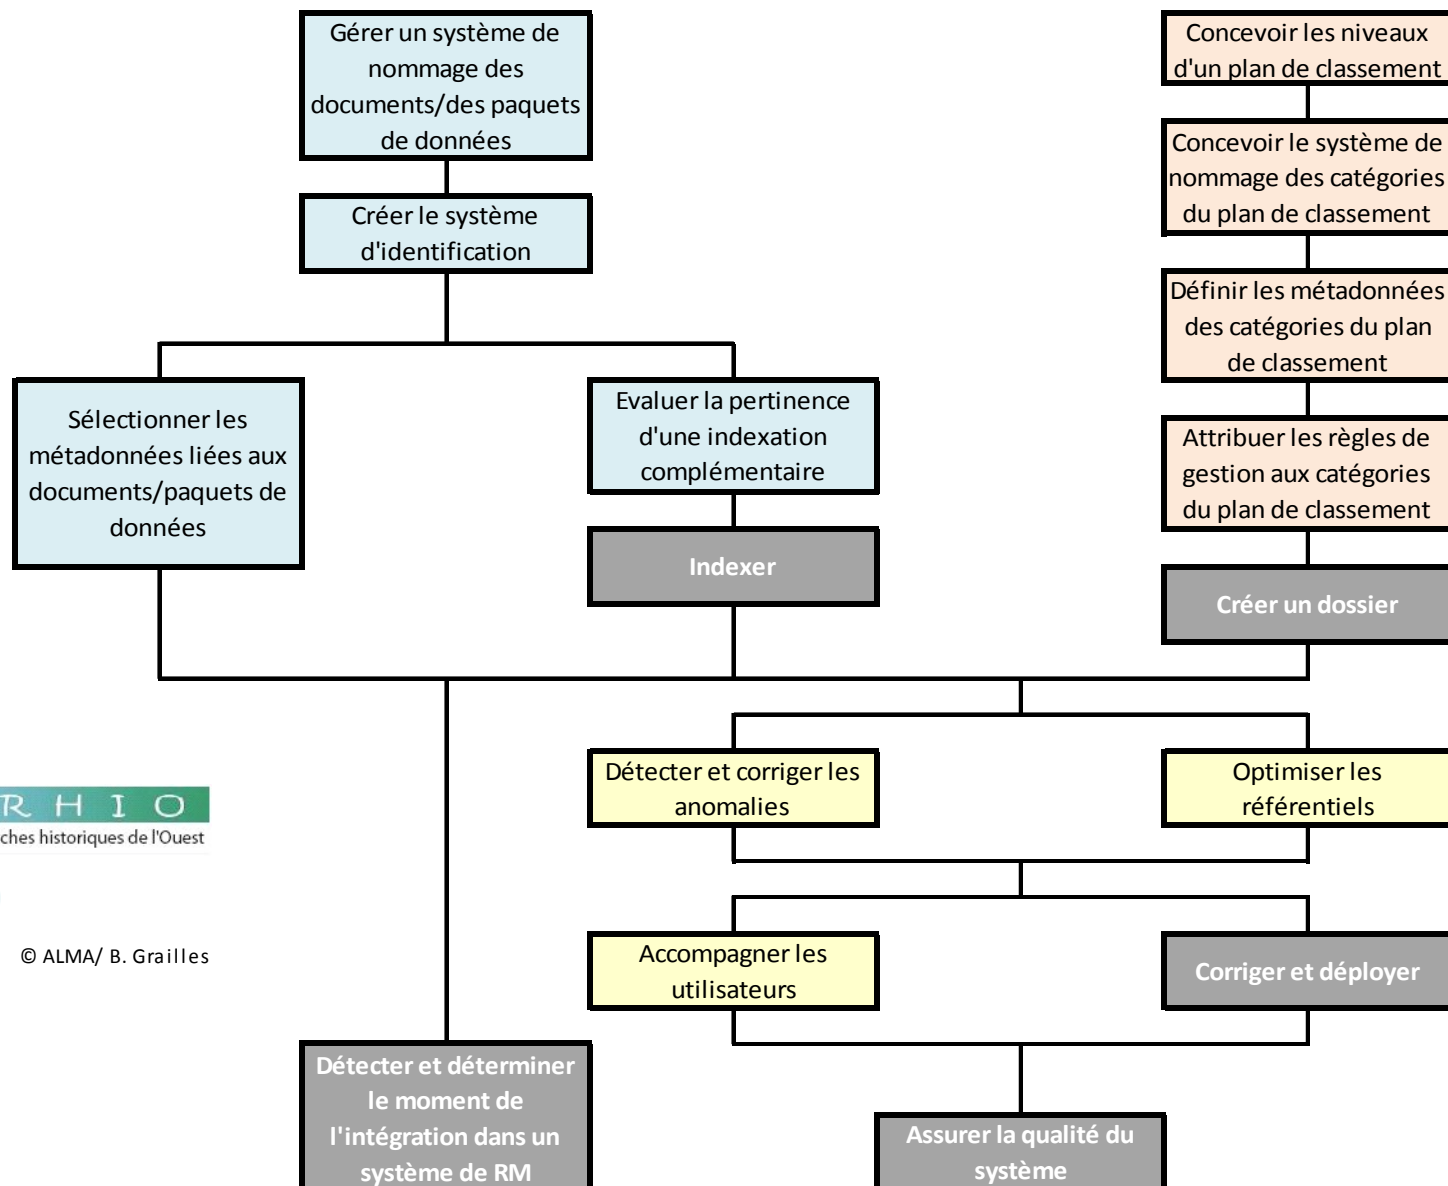 Gérer un système de
nommage des
documents/des paquets
de données
Créer le système
d'identification
Sélectionner les
métadonnées liées aux
documents/paquets de
données
Evaluer la pertinence
d'une indexation
complémentaire
Indexer
Concevoir les niveaux
d'un plan de classement
Concevoir le système de
nommage des catégories
du plan de classement
Définir les métadonnées
des catégories du plan
de classement
Attribuer les règles de
gestion aux catégories
du plan de classement
Créer un dossier
Détecter et corriger les
anomalies
Optimiser les
référentiels
R H I O
ches historiques de l'Ouest
© ALMA/ B. Grailles
Accompagner les
utilisateurs
Corriger et déployer
Détecter et déterminer
le moment de
l'intégration dans un
système de RM
Assurer la qualité du
système